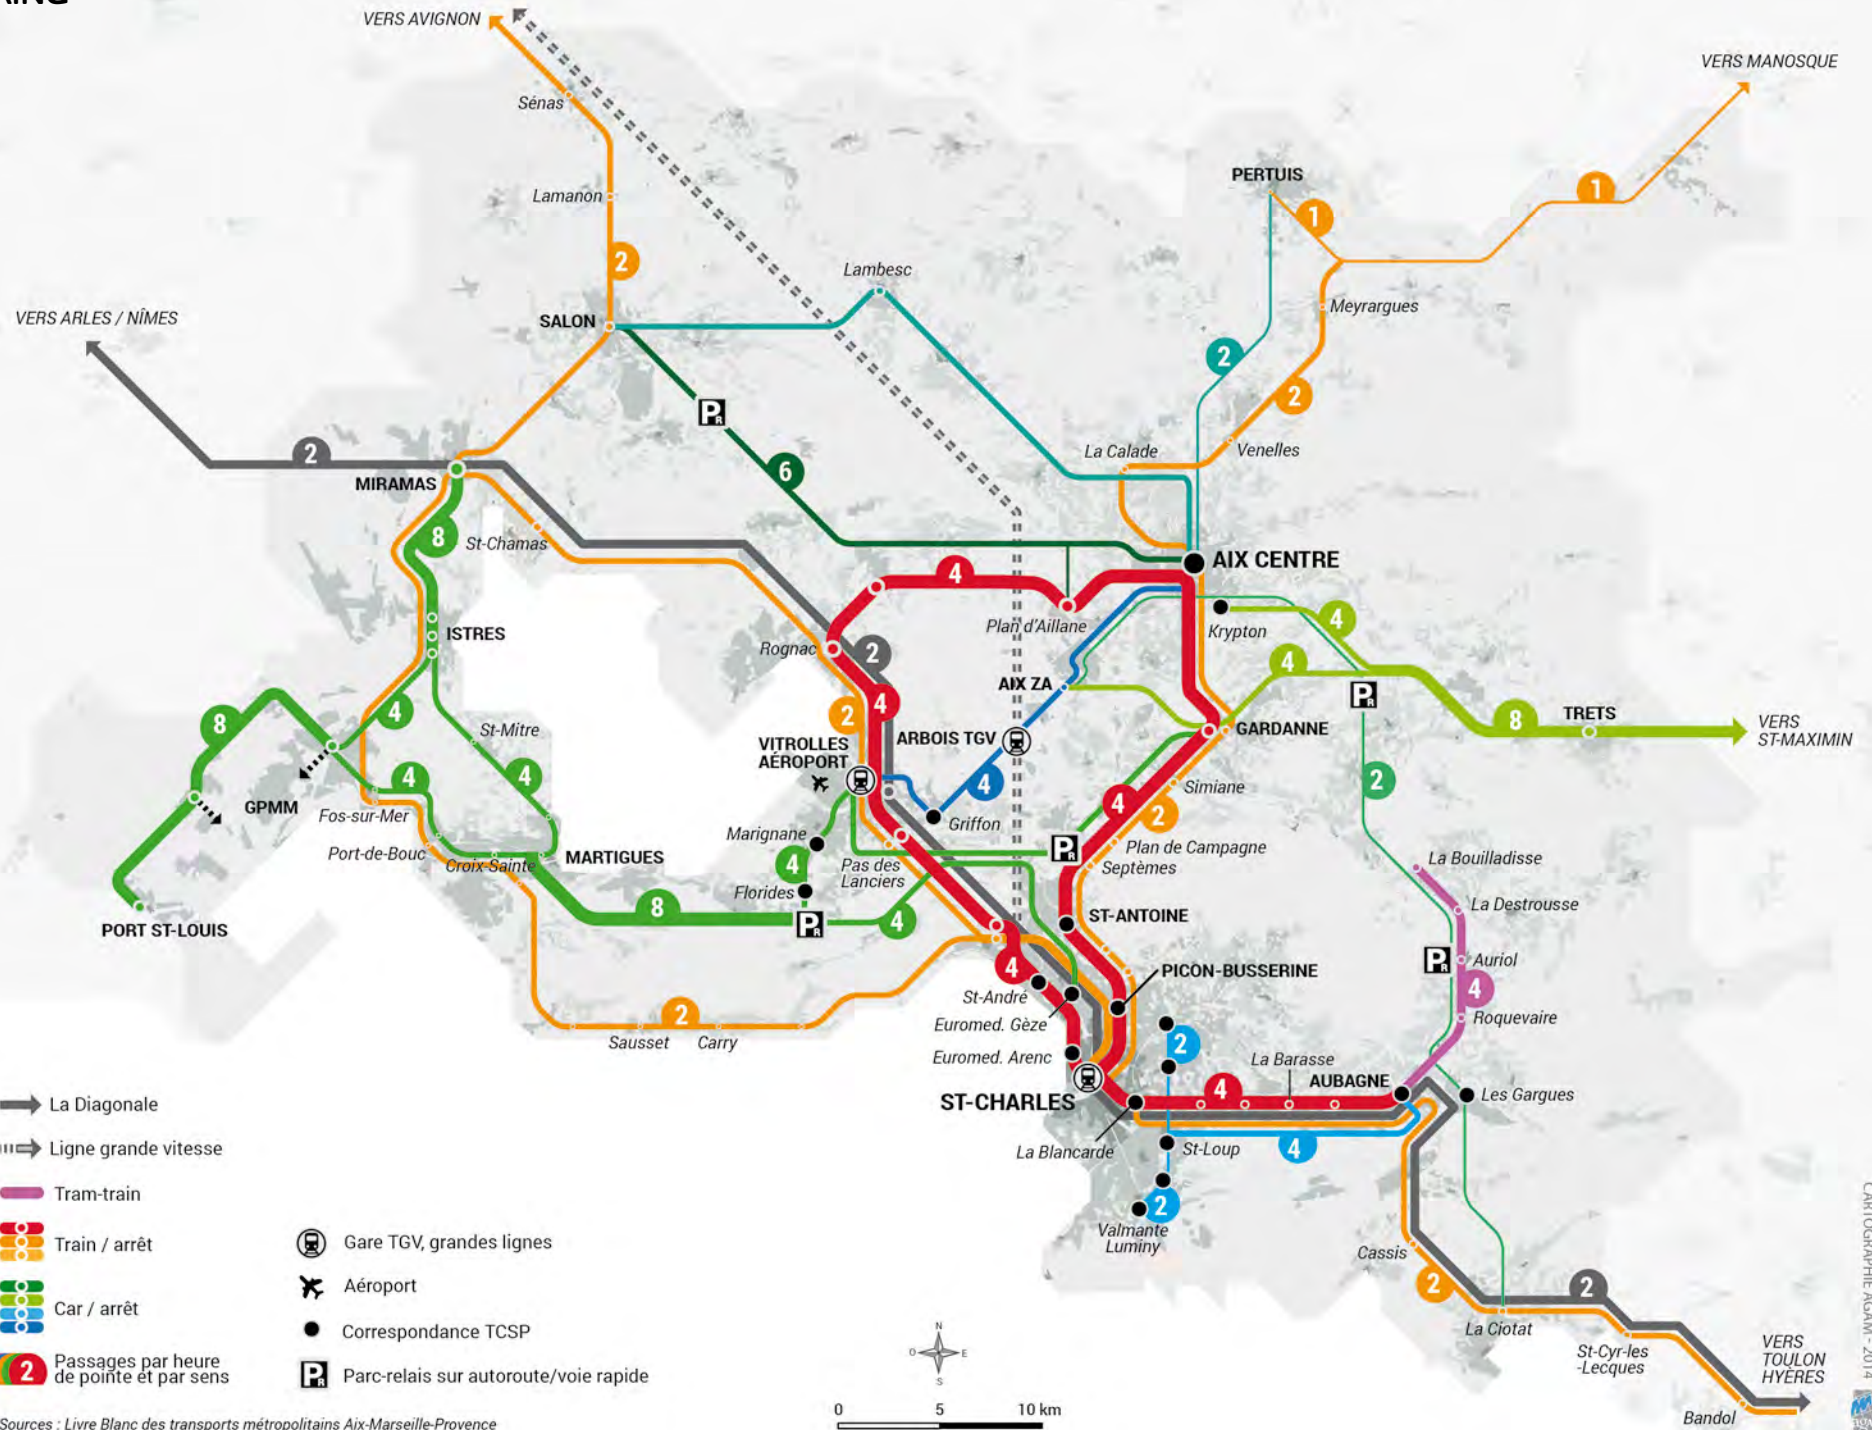 VERS AVIGNON
VERS MANOSQUE
Sénas
PERTUIS
1
1
Lamanon
2
Lambesc
Meyrargues
VERS ARLES / NÎMES
SALON
2
2
P R
La Calade
Venelles
2
6
MIRAMAS
8
St-Chamas
AIX CENTRE
4
Plan d'Aillane
Krypton
4
ISTRES
Rognac
2
4
AIX ZA
4
P R
8
TRETS
VERS
ST-MAXIMIN
8
4
St-Mitre
2
ARBOIS TGV
GARDANNE
VITROLLES
AÉROPORT
4
4
4
4
2
Simiane
2
GPMM
Fos-sur-Mer
Griffon
Marignane
Port-de-Bouc
Croix-Sainte
MARTIGUES
4
Pas des
Lanciers
P R
Plan de Campagne
Septèmes
La Bouilladisse
Florides
8
P R
4
ST-ANTOINE
La Destrousse
PORT ST-LOUIS
P R
Auriol
4
PICON-BUSSERINE
4
St-André
2
Sausset
Carry
Euromed. Gèze
Roquevaire
2
Euromed. Arenc
La Barasse
4
AUBAGNE
ST-CHARLES
Les Gargues
La Blancarde
St-Loup
4
2
Valmante
Luminy
Cassis
2
2
La Ciotat
St-Cyr-les
-Lecques
VERS
TOULON
HYÈRES
Bandol
La Diagonale
Ligne grande vitesse
Tram-train
Train / arrêt
Car / arrêt
2
Passages par heure
de pointe et par sens
Gare TGV, grandes lignes
Aéroport
Correspondance TCSP
P R
Parc-relais sur autoroute/voie rapide
N
O
E
S
0
5
10 km
Sources : Livre Blanc des transports métropolitains Aix-Marseille-Provence
CARTOGRAPHIE AGAM - 2014